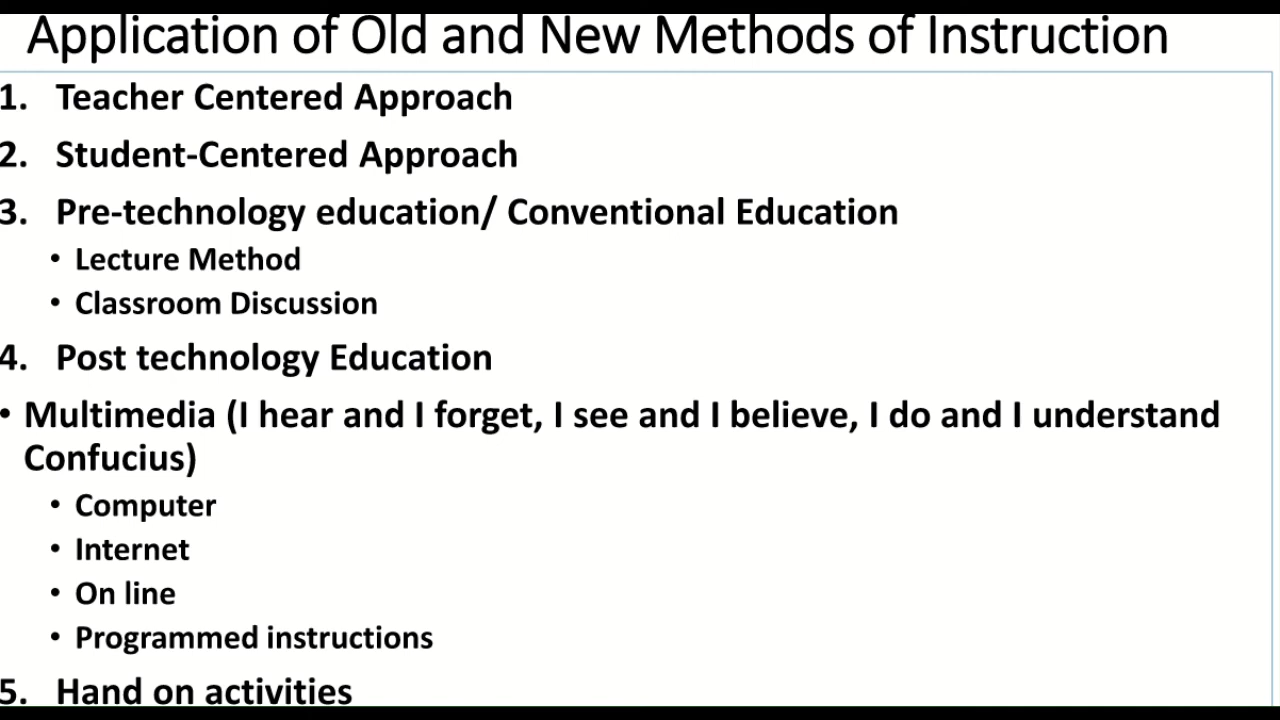 Application of Old and New Methods of Instruction
1. Teacher Centered Approach
2. Student-Centered Approach
3. Pre-technology education/ Conventional Education
• Lecture Method
• Classroom Discussion
4. Post technology Education
• Multimedia (I hear and I forget, I see and I believe, I do and I understand
Confucius)
• Computer
• Internet
• On line
• Programmed instructions
5. Hand on activities